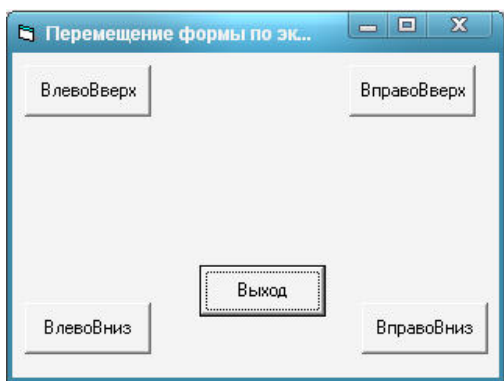 Перемещение формы по эк...
ВлевоВверх
ВправоВверх
Выход
ВлевоВниз
ВправоВниз